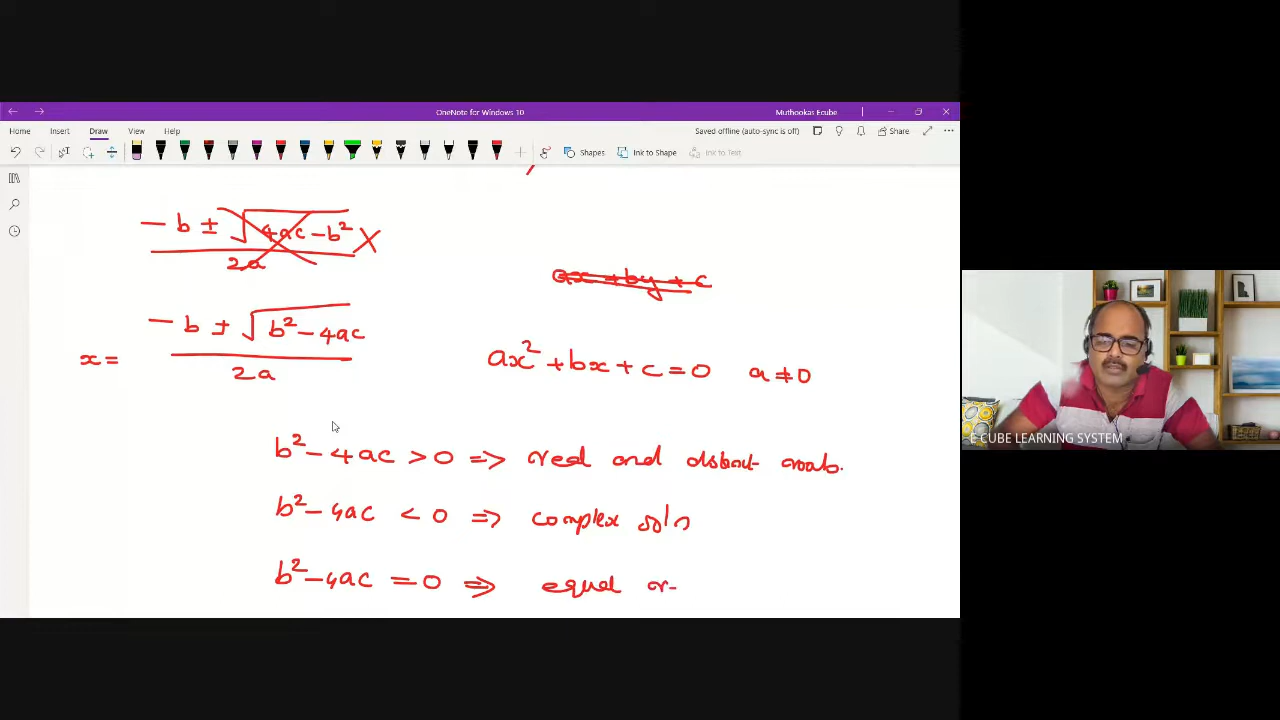 OneNote for Windows 10
Muthookas Ecube
Home Insert Draw View Help
Saved offline (auto-sync is off) Share
Shapes Ink to Shape Ink to Text
-b ± √4ac-b² X
2a
ax + by + c
x = -b ± √b²-4ac
2a
ax² + bx + c = 0 a ≠ 0
b² - 4ac > 0 => real and distinct roots.
b² - 4ac < 0 => complex solⁿ
b² - 4ac = 0 => equal
E CUBE LEARNING SYSTEM